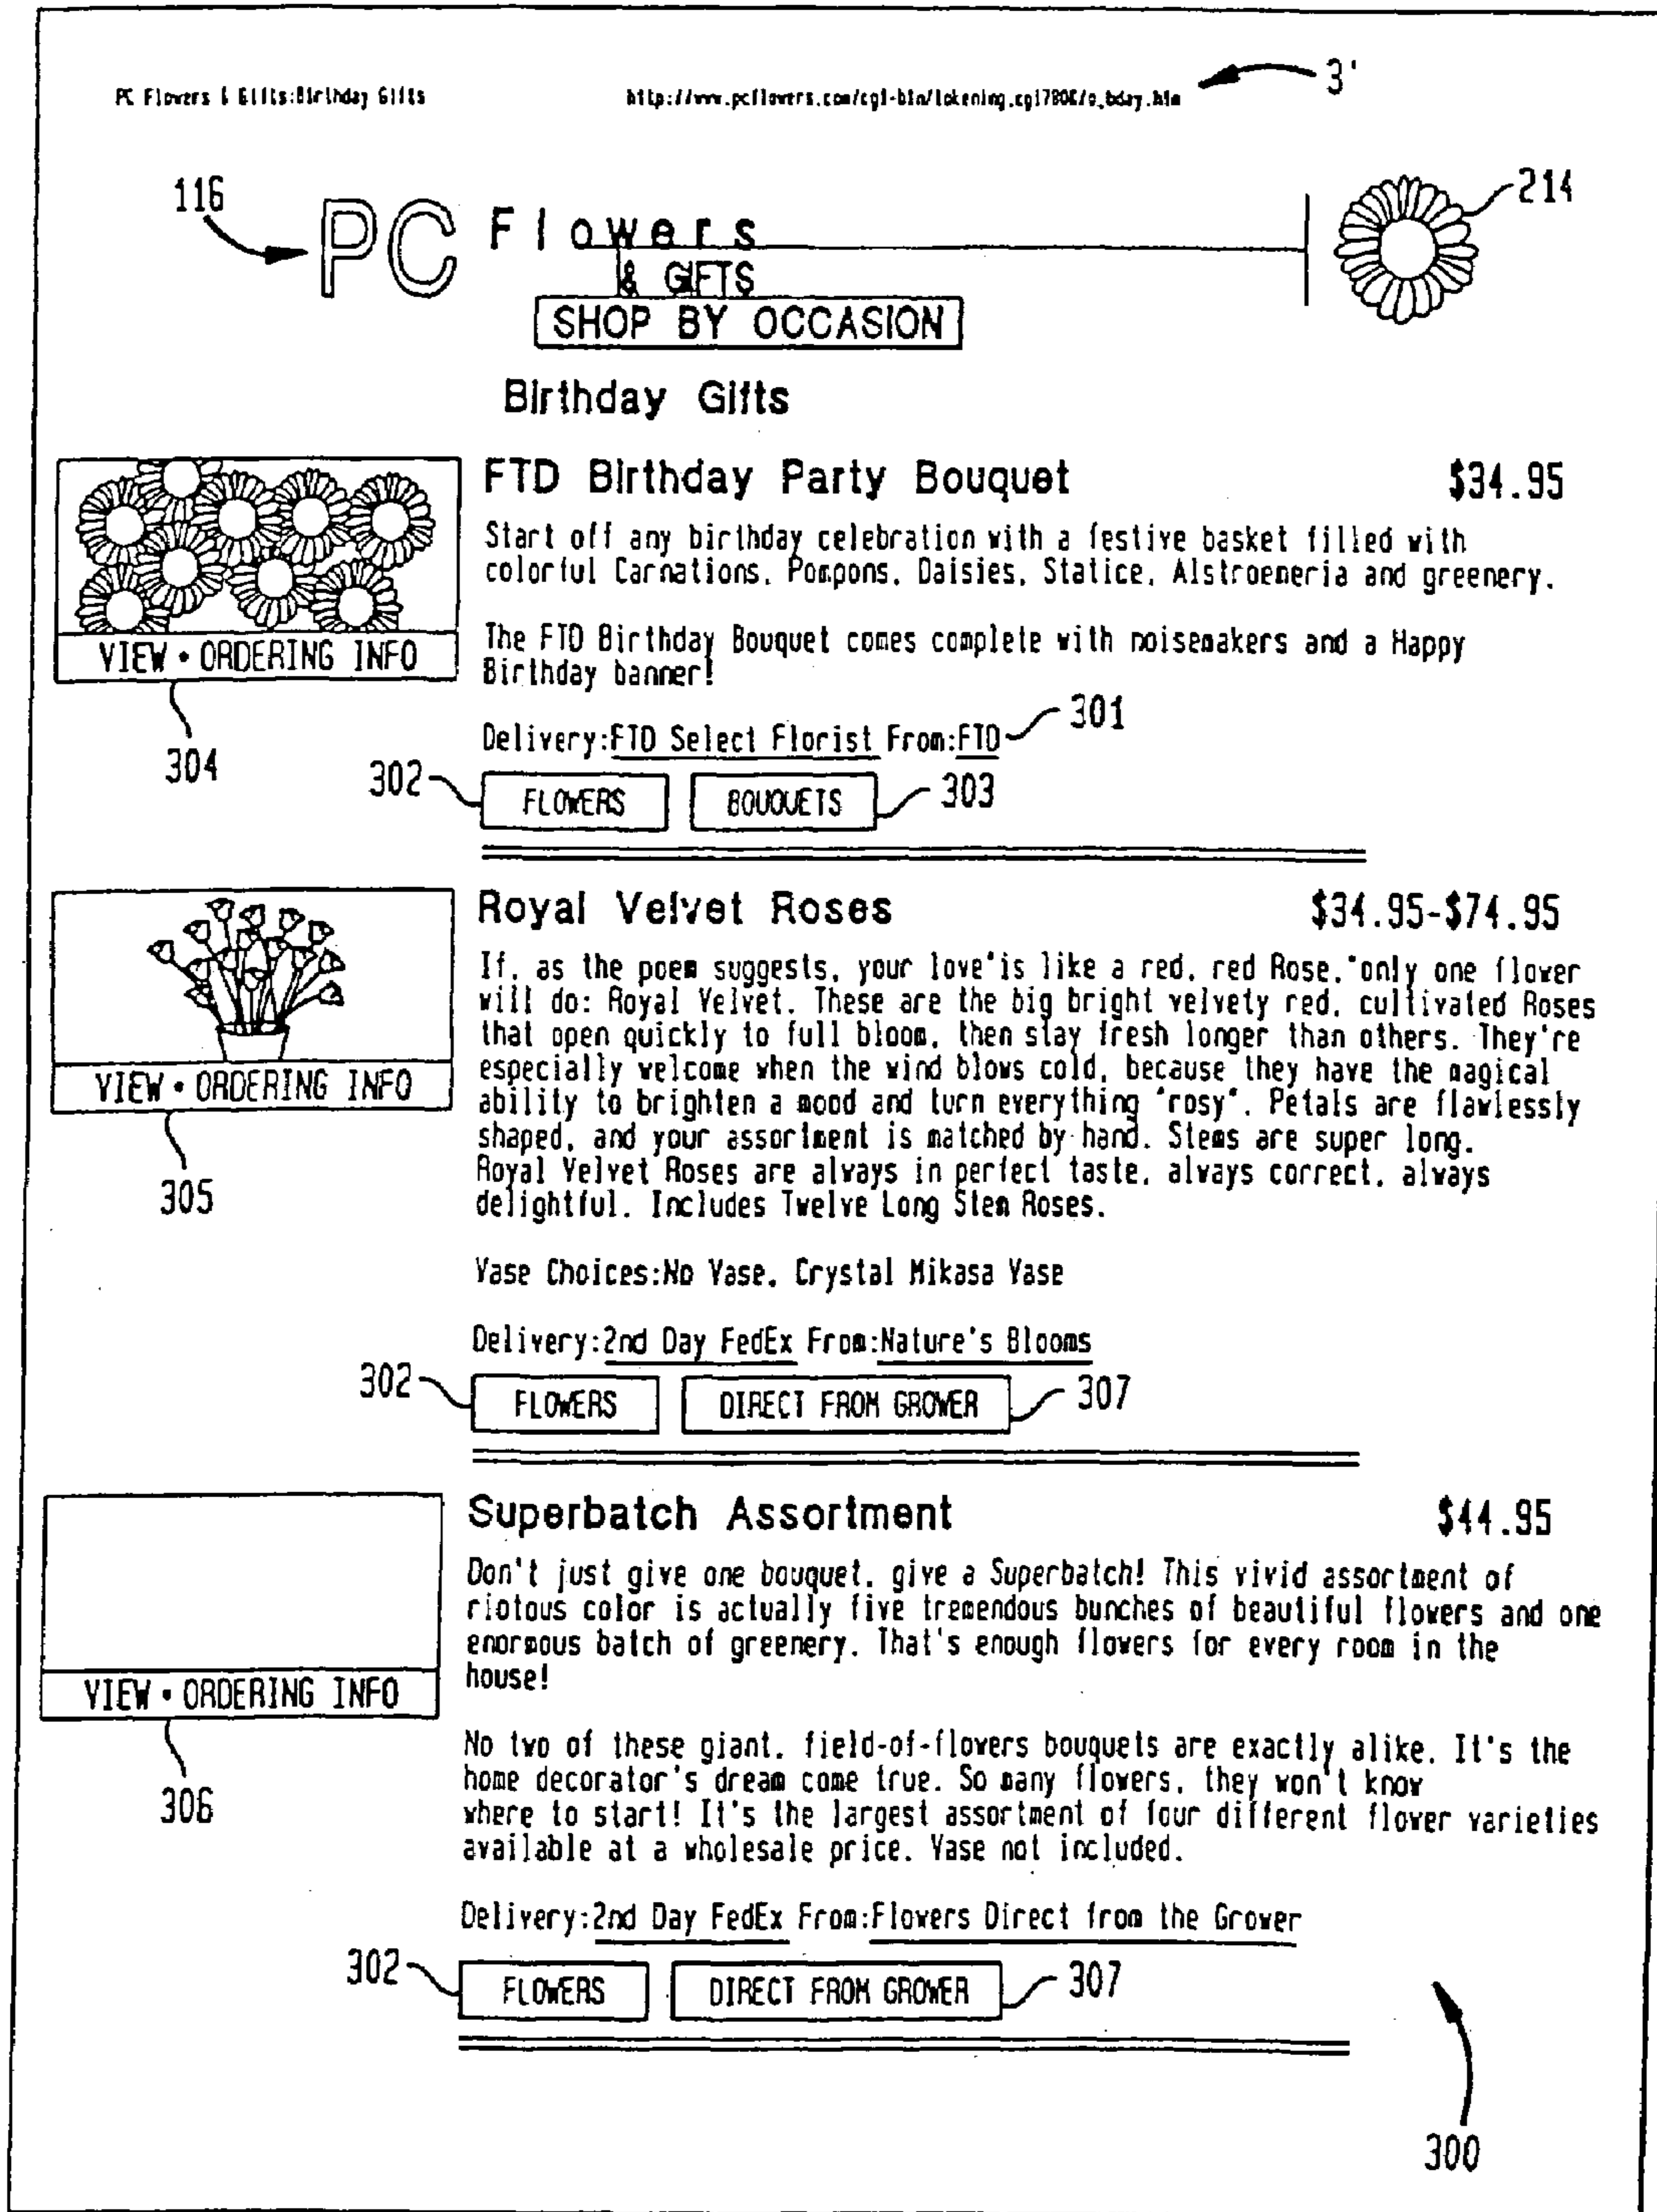 PC Flowers & Gifts:Birthday Gifts
3'
116
PC Flowers
& GIFTS
214
SHOP BY OCCASION
Birthday Gifts
FTD Birthday Party Bouquet $34.95
Start off any birthday celebration with a festive basket filled with
colorful Carnations, Pompons, Daisies, Statice, Alstroemeria and greenery.
The FTD Birthday Bouquet comes complete with noisemakers and a Happy
Birthday banner!
VIEW • ORDERING INFO
304
Delivery:FTD Select Florist From:FTD
301
302
FLOWERS
BOUQUETS
303
Royal Velvet Roses $34.95-$74.95
If, as the poem suggests, your love"is like a red, red Rose,"only one flower
will do: Royal Velvet. These are the big bright velvety red, cultivated Roses
that open quickly to full bloom, then stay fresh longer than others. They're
especially welcome when the wind blows cold, because they have the magical
ability to brighten a mood and turn everything "rosy". Petals are flawlessly
shaped, and your assortment is matched by hand. Stems are super long.
Royal Velvet Roses are always in perfect taste, always correct, always
delightful. Includes Twelve Long Stem Roses.
VIEW • ORDERING INFO
305
Vase Choices:No Vase, Crystal Mikasa Vase
Delivery:2nd Day FedEx From:Nature's Blooms
302
FLOWERS
DIRECT FROM GROWER
307
Superbatch Assortment $44.95
Don't just give one bouquet, give a Superbatch! This vivid assortment of
riotous color is actually five tremendous bunches of beautiful flowers and one
enormous batch of greenery. That's enough flowers for every room in the
house!
VIEW • ORDERING INFO
306
No two of these giant, field-of-flowers bouquets are exactly alike. It's the
home decorator's dream come true. So many flowers, they won't know
where to start! It's the largest assortment of four different flower varieties
available at a wholesale price. Vase not included.
Delivery:2nd Day FedEx From:Flowers Direct from the Grower
302
FLOWERS
DIRECT FROM GROWER
307
300